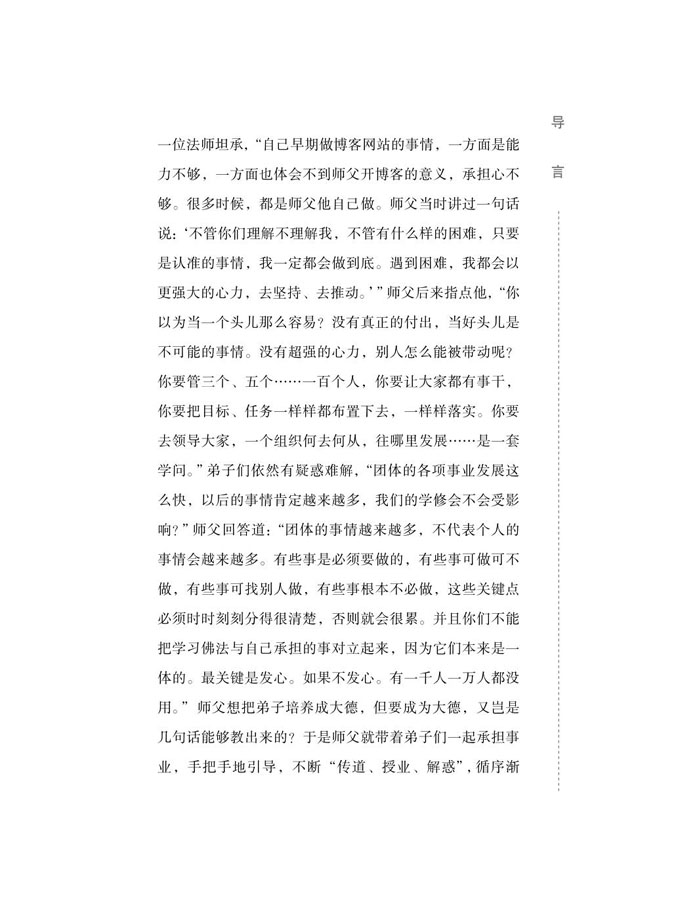 导言
一位法师坦承，“自己早期做博客网站的事情，一方面是能
力不够，一方面也体会不到师父开博客的意义，承担心不
够。很多时候，都是师父他自己做。师父当时讲过一句话
说：‘不管你们理解不理解我，不管有什么样的困难，只要
是认准的事情，我一定都会做到底。遇到困难，我都会以
更强大的心力，去坚持、去推动。’”师父后来指点他，“你
以为当一个头儿那么容易？没有真正的付出，当好头儿是
不可能的事情。没有超强的心力，别人怎么能被带动呢？
你要管三个、五个……一百个人，你要让大家都有事干，
你要把目标、任务一样样都布置下去，一样样落实。你要
去领导大家，一个组织何去何从，往哪里发展……是一套
学问。”弟子们依然有疑惑难解，“团体的各项事业发展这
么快，以后的事情肯定越来越多，我们的学修会不会受影
响？”师父回答道：“团体的事情越来越多，不代表个人的
事情会越来越多。有些事是必须要做的，有些事可做可不
做，有些事可找别人做，有些事根本不必做，这些关键点
必须时时刻刻分得很清楚，否则就会很累。并且你们不能
把学习佛法与自己承担的事对立起来，因为它们本来是一
体的。最关键是发心。如果不发心。有一千人一万人都没
用。” 师父想把弟子培养成大德，但要成为大德，又岂是
几句话能够教出来的？于是师父就带着弟子们一起承担事
业，手把手地引导，不断 “传道、授业、解惑”，循序渐